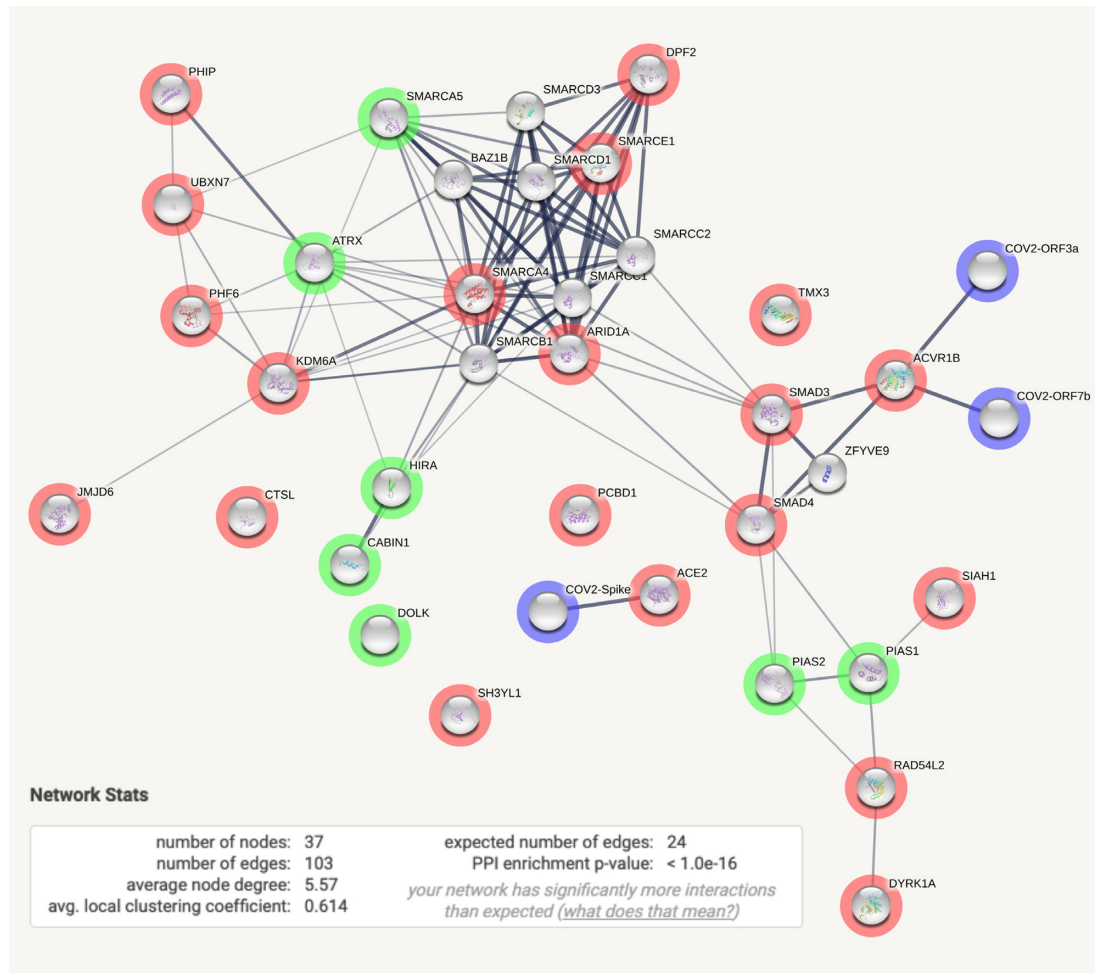 DPF2
PHIP
SMARCA5
SMARCD3
SMARCE1
BAZ1B
SMARCD1
UBXN7
ATRX
SMARCC2
COV2-ORF3a
SMARCA4
SMARCC1
PHF6
TMX3
ARID1A
SMARCB1
KDM6A
ACVR1B
SMAD3
COV2-ORF7b
ZFYVE9
HIRA
JMJD6
CTSL
PCBD1
SMAD4
CABIN1
COV2-Spike
ACE2
SIAH1
DOLK
PIAS2
PIAS1
SH3YL1
RAD54L2
DYRK1A
Network Stats
number of nodes: 37
number of edges: 103
average node degree: 5.57
avg. local clustering coefficient: 0.614
expected number of edges: 24
PPI enrichment p-value: < 1.0e-16
your network has significantly more interactions
than expected (what does that mean?)